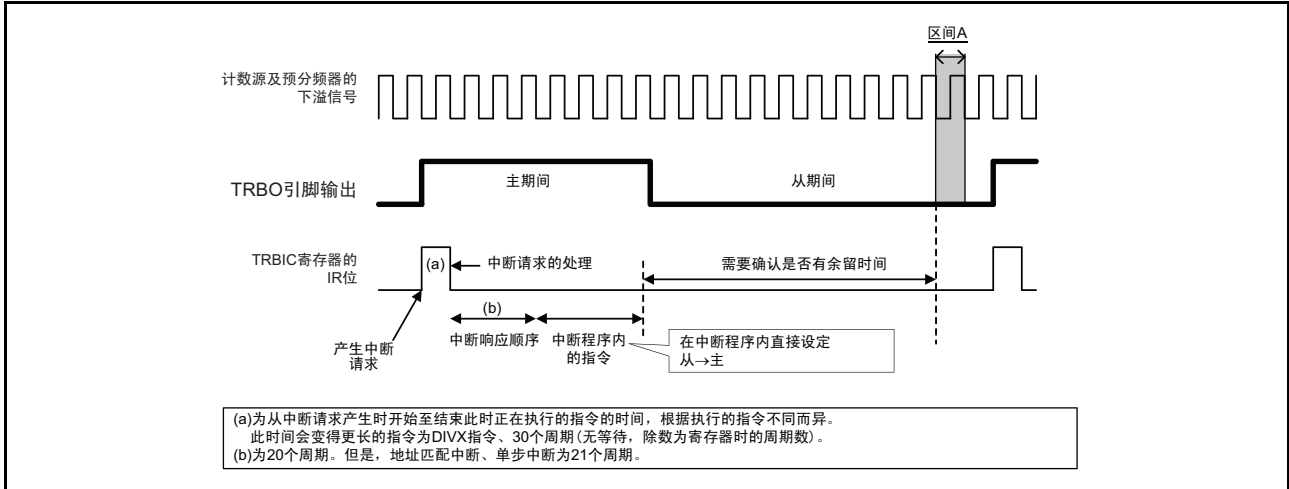 区间A
计数源及预分频器的
下溢信号
TRBO引脚输出
主期间
从期间
TRBIC寄存器的
IR位
(a)
中断请求的处理
需要确认是否有余留时间
(b)
产生中断
请求
中断响应顺序
中断程序内
的指令
在中断程序内直接设定
从→主
(a)为从中断请求产生时开始至结束此时正在执行的指令的时间，根据执行的指令不同而异。
此时间会变得更长的指令为DIVX指令、30个周期(无等待，除数为寄存器时的周期数)。
(b)为20个周期。但是，地址匹配中断、单步中断为21个周期。